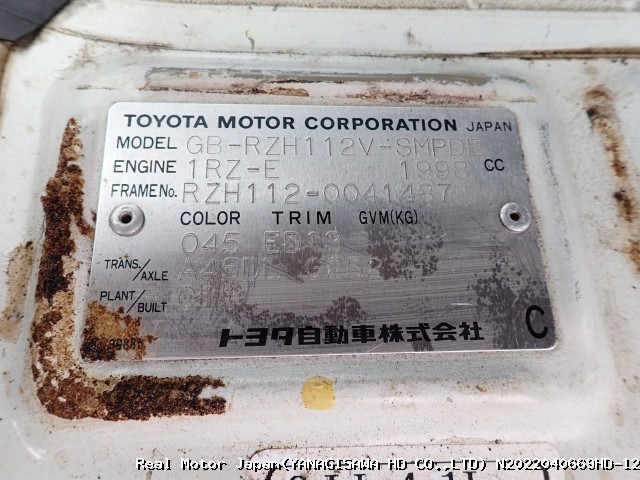 TOYOTA MOTOR CORPORATION JAPAN
MODEL GB-RZH112V-SMPDE
ENGINE 1RZ-E 1998 CC
FRAME No. RZH112-0041487
COLOR TRIM GVM(KG)
045
TRANS./AXLE
PLANT/BUILT
トヨタ自動車株式会社 C
Real Motor Japan(YANAGISAWA HD CO.,LTD) N2022040669HD-12